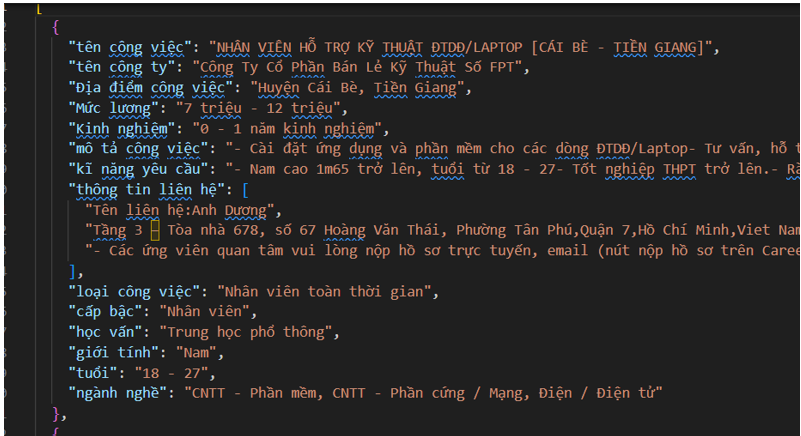 [
{
"tên công việc": "NHÂN VIÊN HỖ TRỢ KỸ THUẬT ĐTDĐ/LAPTOP [CÁI BÈ - TIỀN GIANG]",
"tên công ty": "Công Ty Cổ Phần Bán Lẻ Kỹ Thuật Số FPT",
"Địa điểm công việc": "Huyện Cái Bè, Tiền Giang",
"Mức lương": "7 triệu - 12 triệu",
"Kinh nghiệm": "0 - 1 năm kinh nghiệm",
"mô tả công việc": "- Cài đặt ứng dụng và phần mềm cho các dòng ĐTDĐ/Laptop- Tư vấn, hỗ t
"kĩ năng yêu cầu": "- Nam cao 1m65 trở lên, tuổi từ 18 - 27- Tốt nghiệp THPT trở lên.- Rà
"thông tin liên hệ": [
"Tên liên hệ:Anh Dương",
"Tầng 3 – Tòa nhà 678, số 67 Hoàng Văn Thái, Phường Tân Phú,Quận 7,Hồ Chí Minh,Viet Nam
"- Các ứng viên quan tâm vui lòng nộp hồ sơ trực tuyến, email (nút nộp hồ sơ trên Caree
],
"loại công việc": "Nhân viên toàn thời gian",
"cấp bậc": "Nhân viên",
"học vấn": "Trung học phổ thông",
"giới tính": "Nam",
"tuổi": "18 - 27",
"ngành nghề": "CNTT - Phần mềm, CNTT - Phần cứng / Mạng, Điện / Điện tử"
},
{